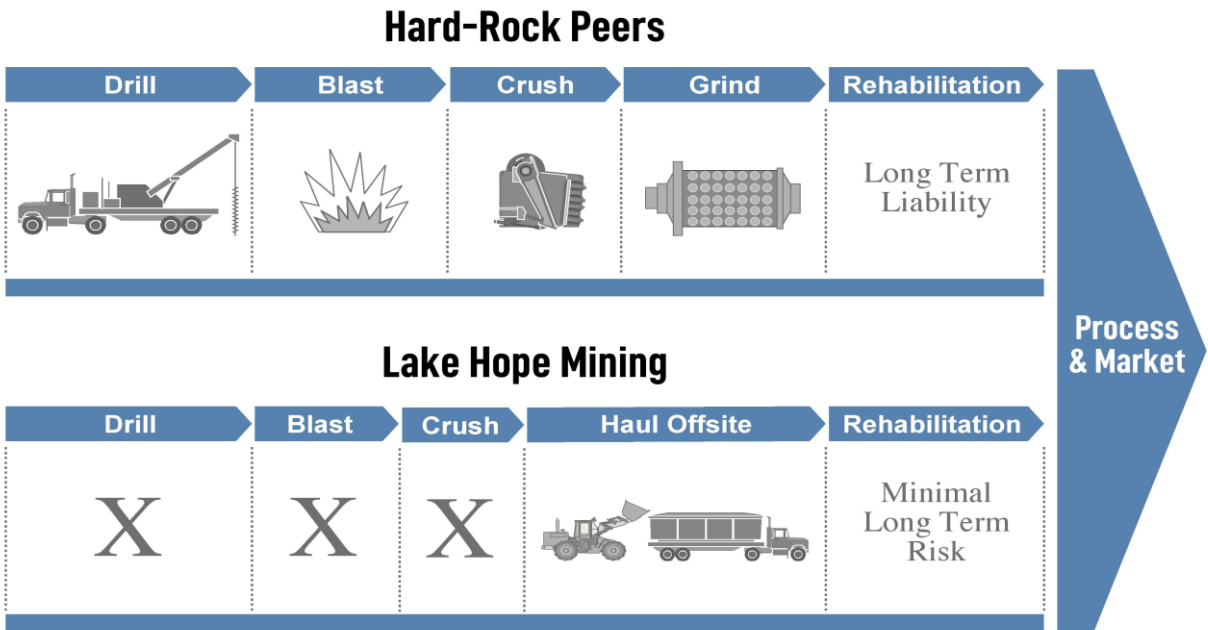 Hard-Rock Peers
Drill
Blast
Crush
Grind
Rehabilitation
Long Term
Liability
Lake Hope Mining
Drill
Blast
Crush
Haul Offsite
Rehabilitation
X
X
X
Minimal
Long Term
Risk
Process
& Market